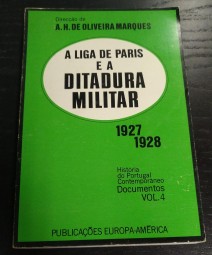 Direcção de
A. H. DE OLIVEIRA MARQUES
A LIGA DE PARIS
E A
DITADURA
MILITAR
1927
1928
História
de Portugal
Contemporâneo
Documentos
VOL. 4
PUBLICAÇÕES EUROPA-AMÉRICA